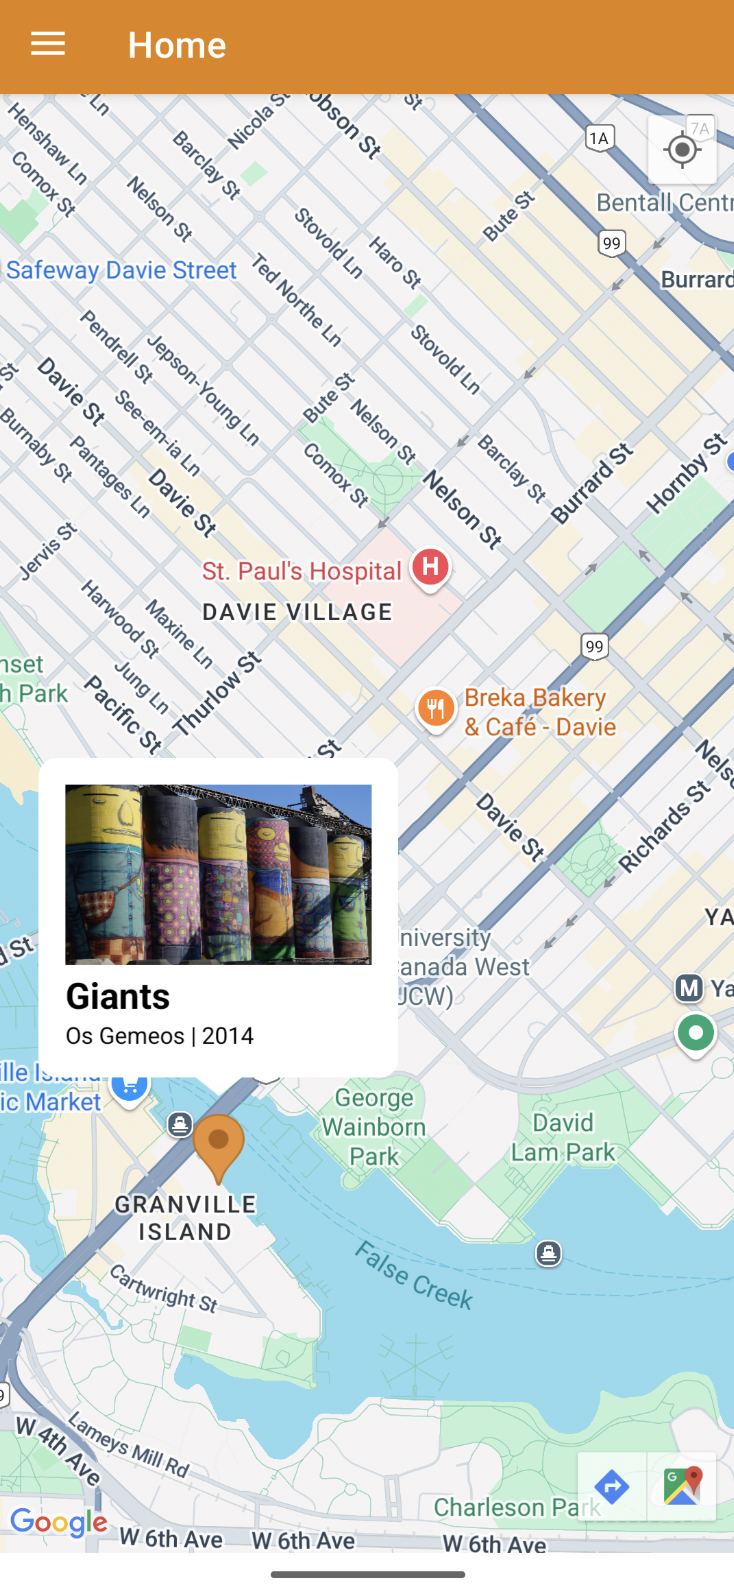 Home
Ln
Nicola St
obson St
St
Henshaw Ln
Barclay St
1A
7A
Comox St
Nelson St
Bute St
Bentall Centr
Stovold Ln
Haro St
99
Safeway Davie Street
Ted Northe Ln
Burrard
Pendrell St
Jepson-Young Ln
Stovold Ln
St
Davie St
See-em-ia Ln
Bute St
Nelson St
Burnaby St
Pantages Ln
Comox St
Barclay St
Burrard St
Hornby St
Davie St
Nelson St
Jervis St
St. Paul's Hospital
H
DAVIE VILLAGE
Harwood St
Maxine Ln
99
nset
h Park
Jung Ln
Thurlow St
Pacific St
Breka Bakery
& Café - Davie
St
Nelso
Richards St
Davie St
YA
d St
niversity
anada West
UCW)
M
Ya
Giants
Os Gemeos | 2014
ille Island
ic Market
George
Wainborn
Park
David
Lam Park
GRANVILLE
ISLAND
False Creek
Cartwright St
9
W 4th Ave
Lameys Mill Rd
G
Charleson Park
Google
W 6th Ave
W 6th Ave
W 6th Ave